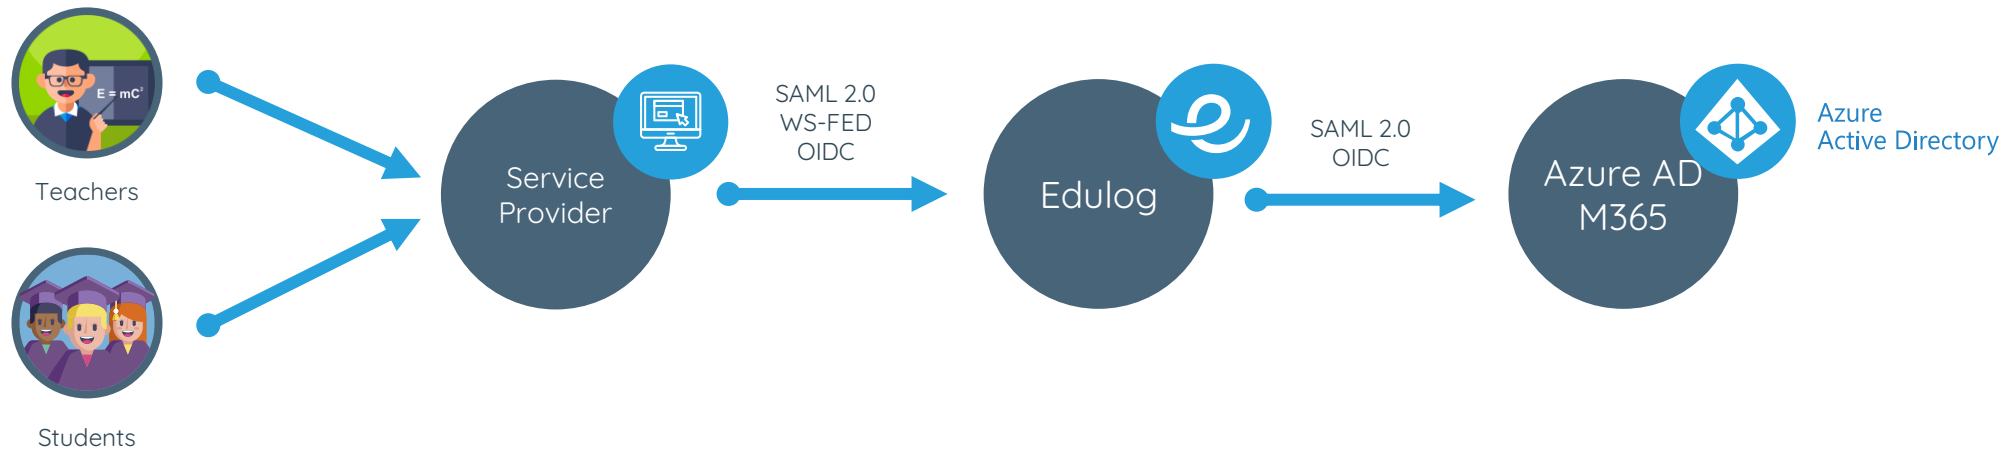 E = mC²
Teachers
Students
Service
Provider
SAML 2.0
WS-FED
OIDC
Edulog
SAML 2.0
OIDC
Azure AD
M365
Azure
Active Directory